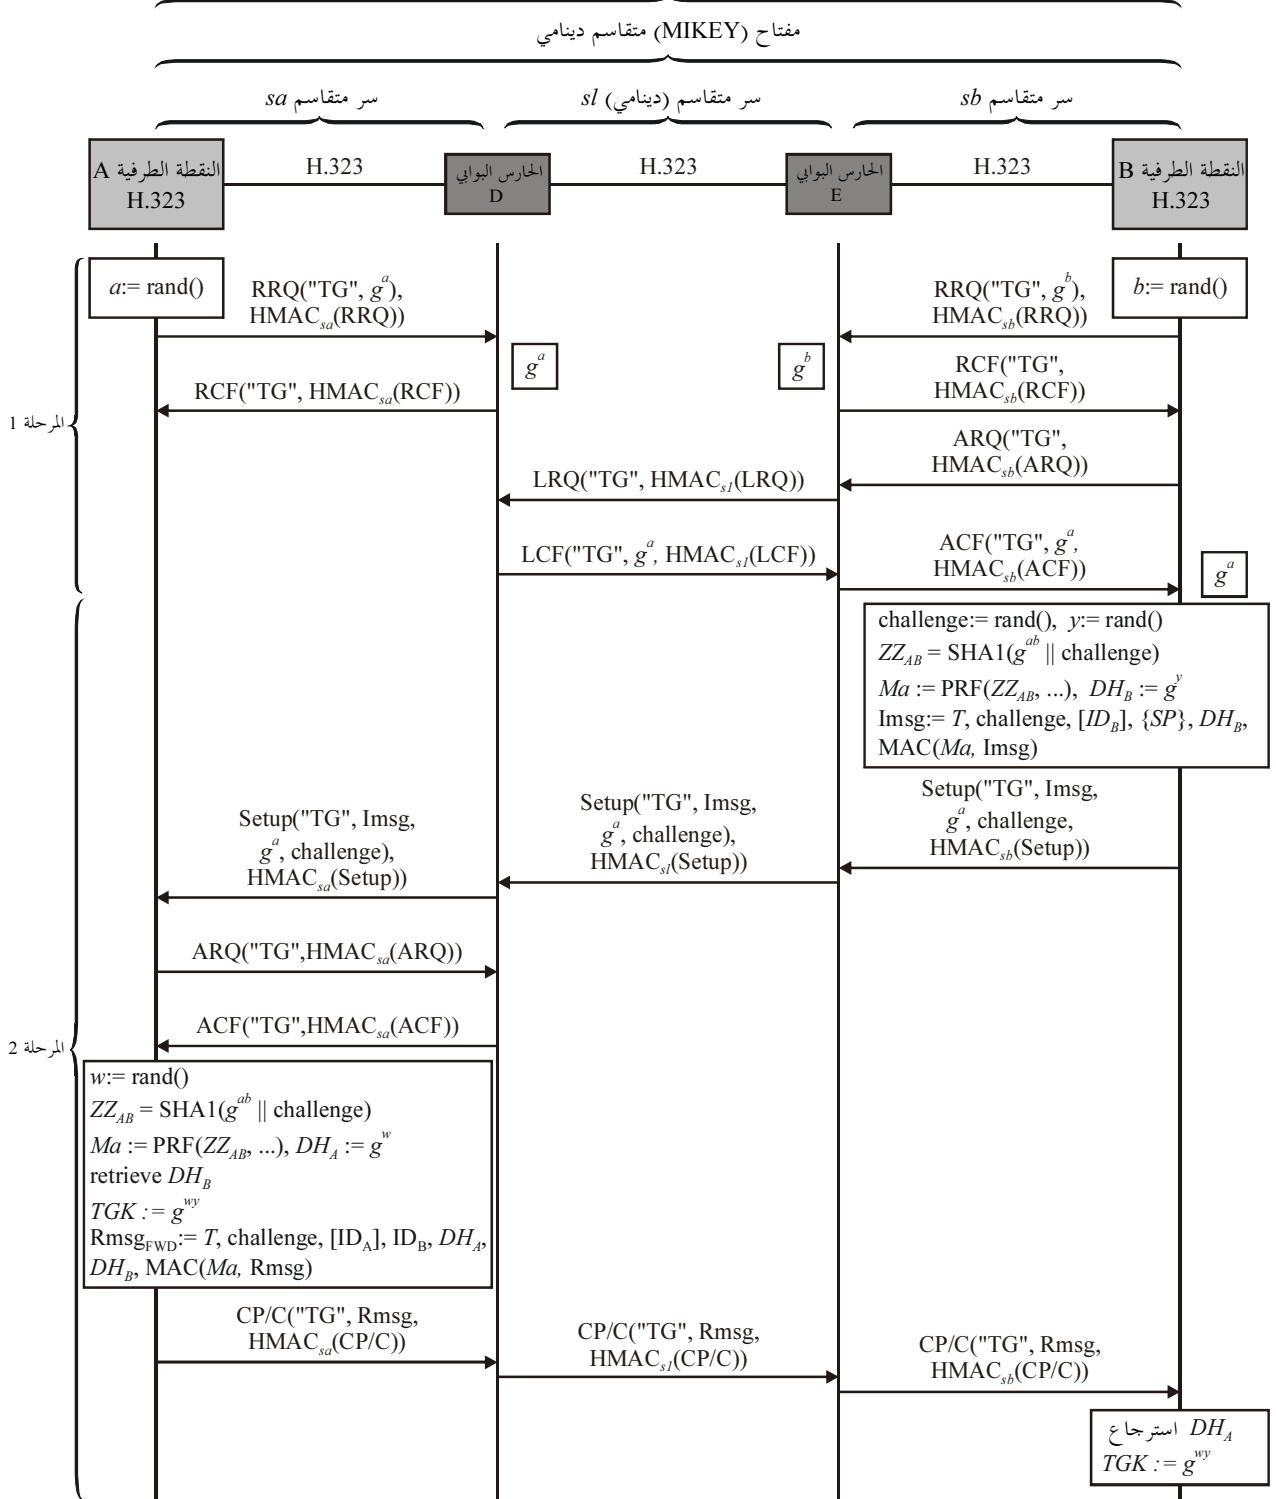 مفتاح (MIKEY) متقاسم دينامي
سر متقاسم sa
سر متقاسم (دينامي) sl
سر متقاسم sb
النقطة الطرفية A
H.323
H.323
الحارس البوابي
D
H.323
الحارس البوابي
E
H.323
النقطة الطرفية B
H.323
المرحلة 1
a:= rand()
RRQ("TG", g^a),
HMAC_sa(RRQ))
RRQ("TG", g^b),
HMAC_sb(RRQ))
b:= rand()
g^a
g^b
RCF("TG", HMAC_sa(RCF))
RCF("TG",
HMAC_sb(RCF))
ARQ("TG",
HMAC_sb(ARQ))
LRQ("TG", HMAC_s1(LRQ))
LCF("TG", g^a, HMAC_s1(LCF))
ACF("TG", g^a,
HMAC_sb(ACF))
g^a
challenge:= rand(), y:= rand()
ZZ_AB = SHA1(g^ab || challenge)
Ma := PRF(ZZ_AB, ...), DH_B := g^y
Imsg:= T, challenge, [ID_B], {SP}, DH_B,
MAC(Ma, Imsg)
Setup("TG", Imsg,
g^a, challenge,
HMAC_sb(Setup))
Setup("TG", Imsg,
g^a, challenge),
HMAC_sl(Setup))
Setup("TG", Imsg,
g^a, challenge),
HMAC_sa(Setup))
ARQ("TG",HMAC_sa(ARQ))
ACF("TG",HMAC_sa(ACF))
المرحلة 2
w:= rand()
ZZ_AB = SHA1(g^ab || challenge)
Ma := PRF(ZZ_AB, ...), DH_A := g^w
retrieve DH_B
TGK := g^wy
Rmsg_FWD:= T, challenge, [ID_A], ID_B, DH_A,
DH_B, MAC(Ma, Rmsg)
CP/C("TG", Rmsg,
HMAC_sa(CP/C))
CP/C("TG", Rmsg,
HMAC_s1(CP/C))
CP/C("TG", Rmsg,
HMAC_sb(CP/C))
استرجاع DH_A
TGK := g^wy